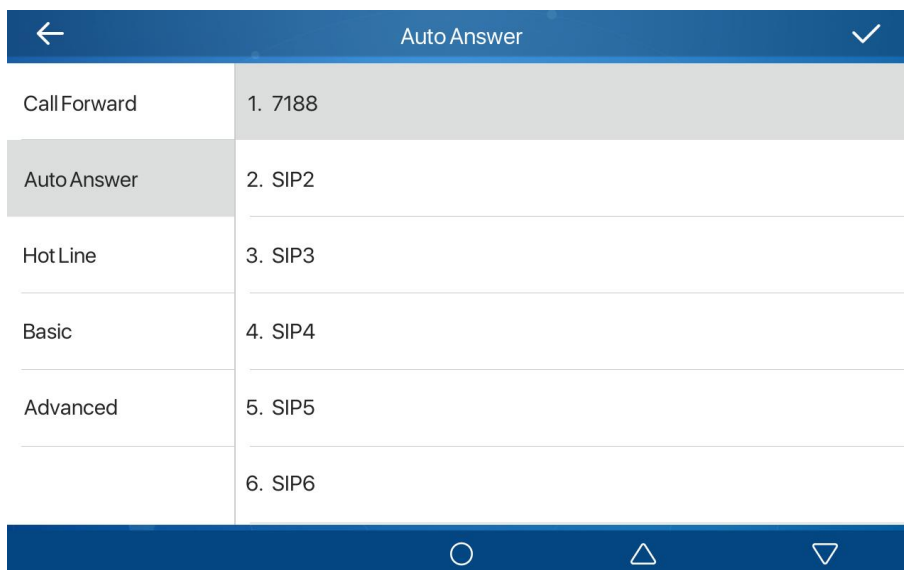 Auto Answer
Call Forward
Auto Answer
Hot Line
Basic
Advanced
1. 7188
2. SIP2
3. SIP3
4. SIP4
5. SIP5
6. SIP6